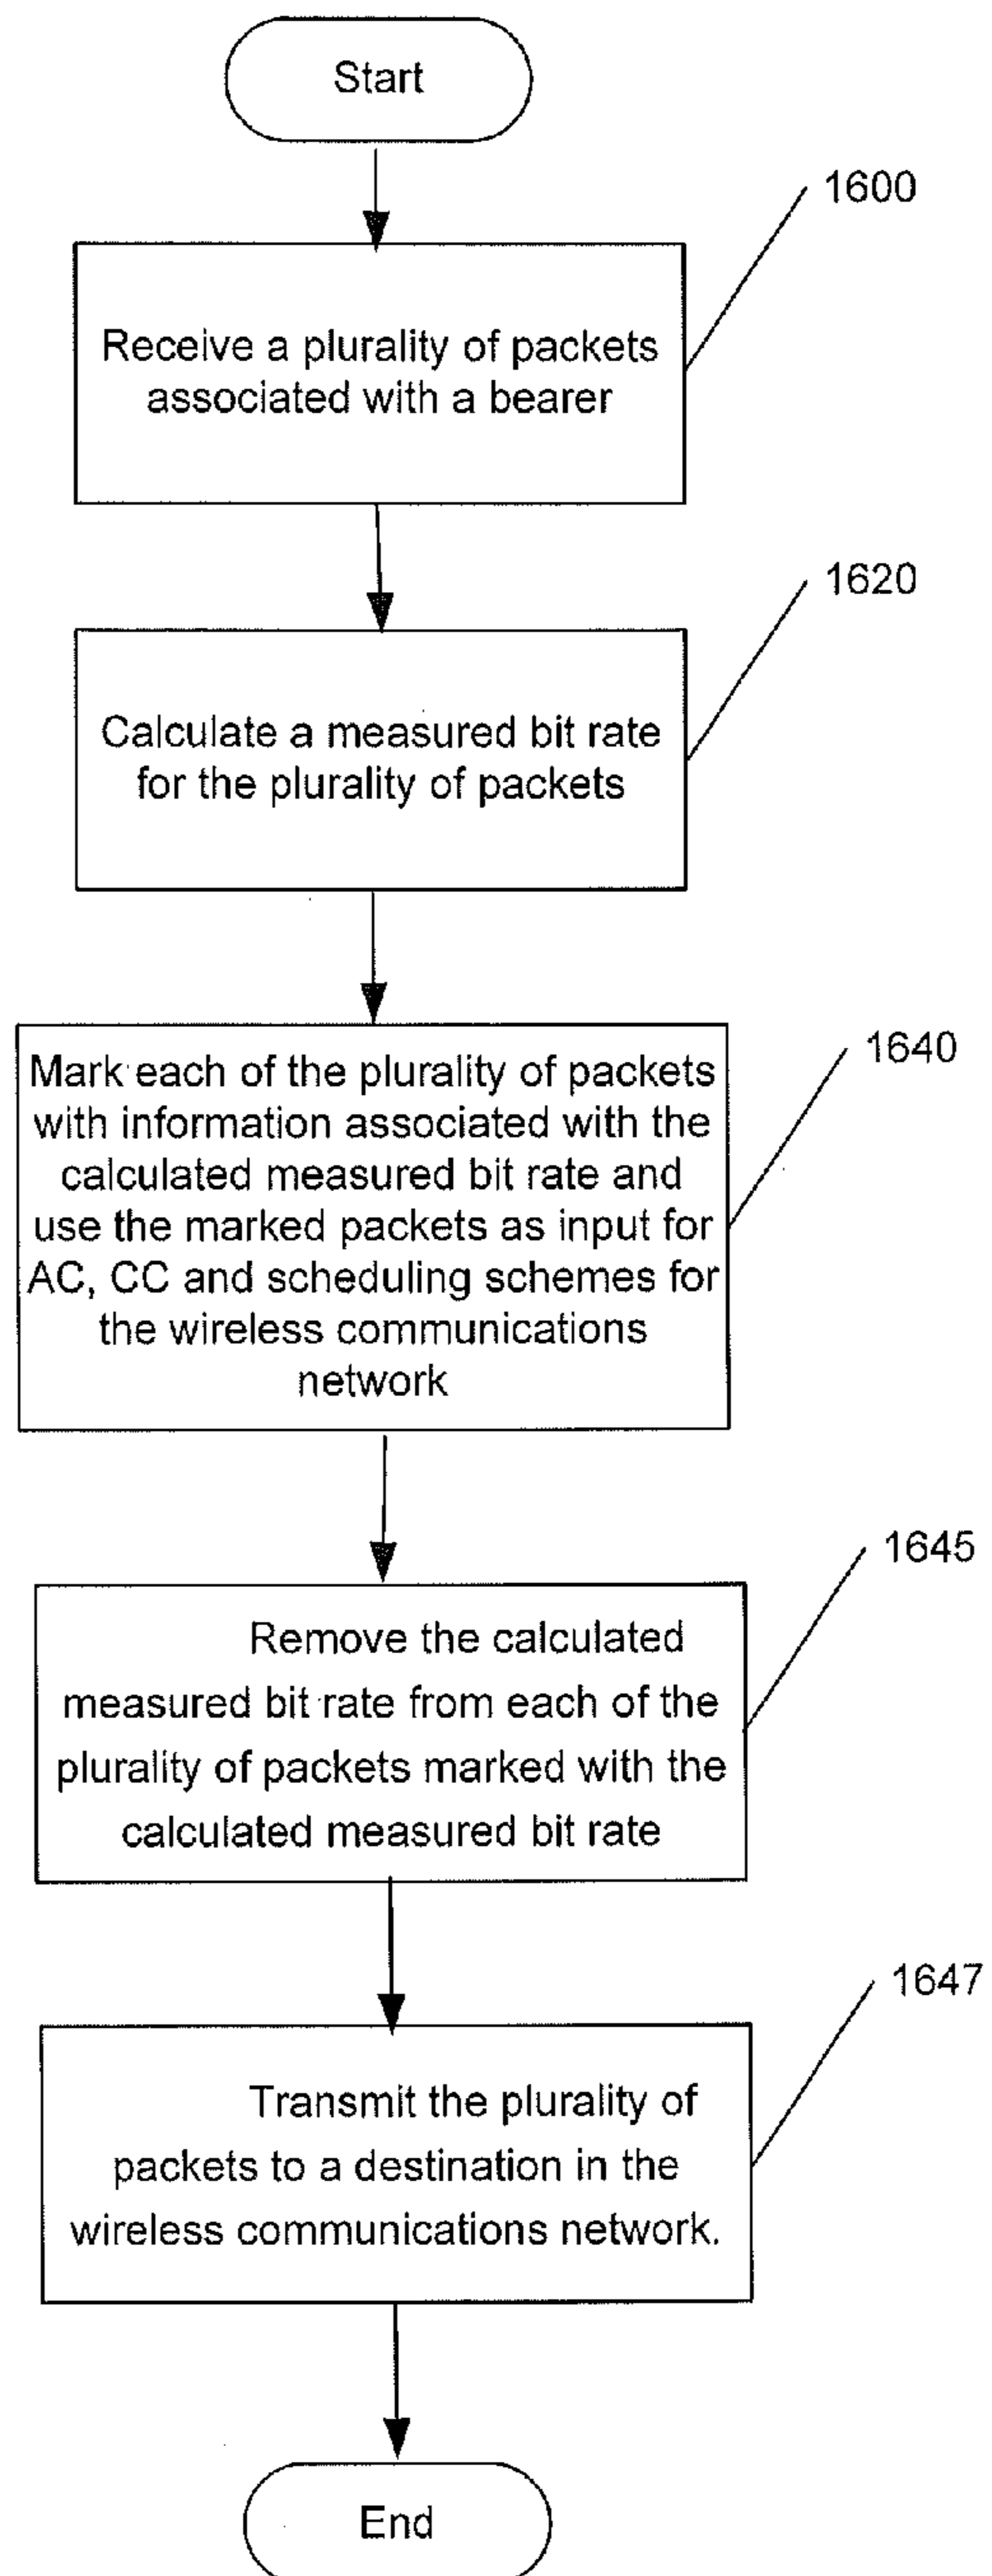 Start
1600
Receive a plurality of packets
associated with a bearer
1620
Calculate a measured bit rate
for the plurality of packets
1640
Mark each of the plurality of packets
with information associated with the
calculated measured bit rate and
use the marked packets as input for
AC, CC and scheduling schemes for
the wireless communications
network
1645
Remove the calculated
measured bit rate from each of the
plurality of packets marked with the
calculated measured bit rate
1647
Transmit the plurality of
packets to a destination in the
wireless communications network.
End